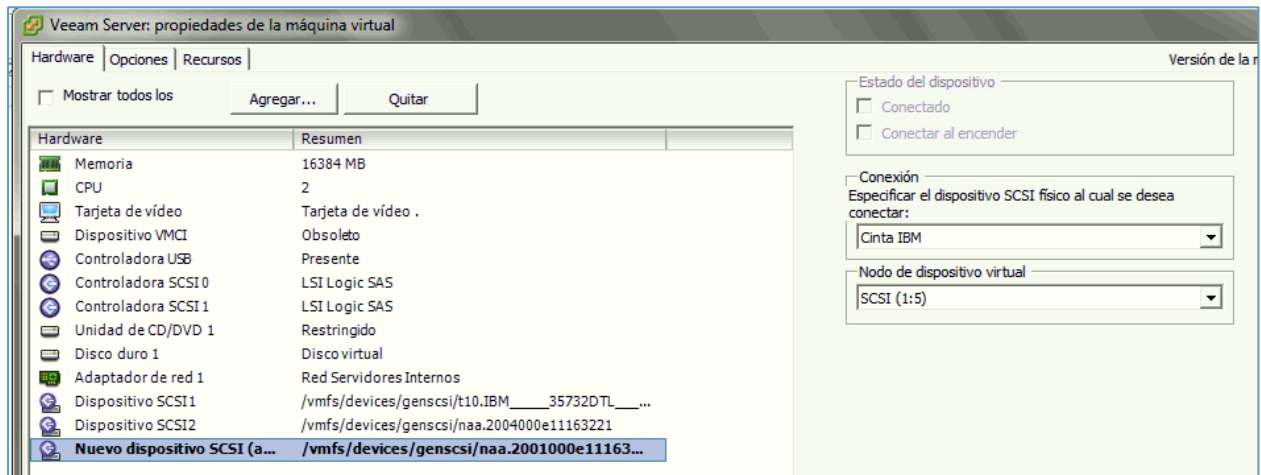 Veeam Server: propiedades de la máquina virtual
Hardware Opciones Recursos
Versión de la
Mostrar todos los Agregar... Quitar
Hardware Resumen
Memoria 16384 MB
CPU 2
Tarjeta de vídeo Tarjeta de vídeo .
Dispositivo VMCI Obsoleto
Controladora USB Presente
Controladora SCSI 0 LSI Logic SAS
Controladora SCSI 1 LSI Logic SAS
Unidad de CD/DVD 1 Restringido
Disco duro 1 Disco virtual
Adaptador de red 1 Red Servidores Internos
Dispositivo SCSI1 /vmfs/devices/genscsi/t10.IBM_____35732DTL___...
Dispositivo SCSI2 /vmfs/devices/genscsi/naa.2004000e11163221
Nuevo dispositivo SCSI (a... /vmfs/devices/genscsi/naa.2001000e11163...
Estado del dispositivo
Conectado
Conectar al encender
Conexión
Especificar el dispositivo SCSI físico al cual se desea
conectar:
Cinta IBM
Nodo de dispositivo virtual
SCSI (1:5)